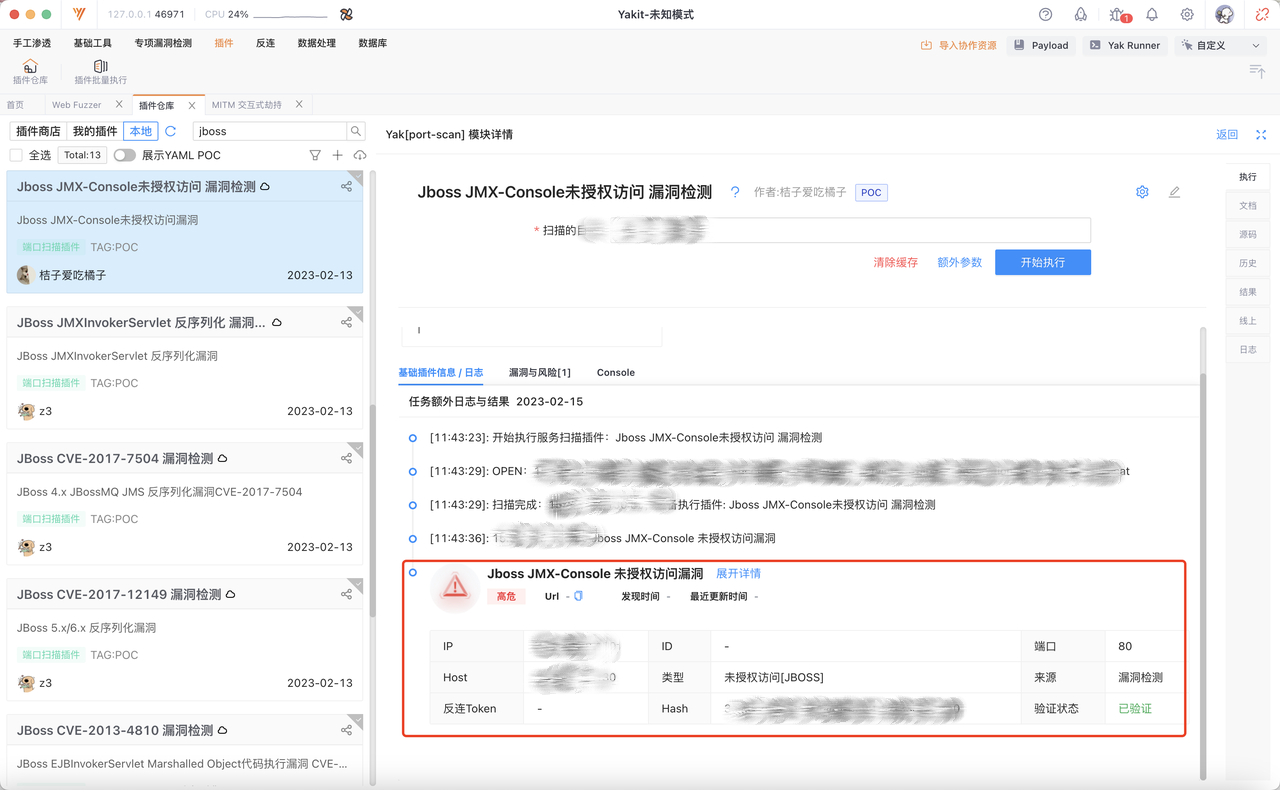 127.0.0.1 46971 CPU 24% Yakit-未知模式 1
手工渗透 基础工具 专项漏洞检测 插件 反连 数据处理 数据库 导入协作资源 Payload Yak Runner 自定义
插件仓库 插件批量执行
首页 Web Fuzzer 插件仓库 MITM 交互式劫持
插件商店 我的插件 本地 jboss
全选 Total:13 展示YAML POC
Jboss JMX-Console未授权访问 漏洞检测
Jboss JMX-Console未授权访问漏洞
端口扫描插件 TAG:POC
桔子爱吃橘子 2023-02-13
JBoss JMXInvokerServlet 反序列化 漏洞...
JBoss JMXInvokerServlet 反序列化漏洞
端口扫描插件 TAG:POC
z3 2023-02-13
JBoss CVE-2017-7504 漏洞检测
JBoss 4.x JBossMQ JMS 反序列化漏洞CVE-2017-7504
端口扫描插件 TAG:POC
z3 2023-02-13
JBoss CVE-2017-12149 漏洞检测
JBoss 5.x/6.x 反序列化漏洞
端口扫描插件 TAG:POC
z3 2023-02-13
JBoss CVE-2013-4810 漏洞检测
JBoss EJBInvokerServlet Marshalled Object代码执行漏洞 CVE-...
Yak[port-scan] 模块详情 返回
Jboss JMX-Console未授权访问 漏洞检测 ? 作者:桔子爱吃橘子 POC
* 扫描的
清除缓存 额外参数 开始执行
基础插件信息 / 日志 漏洞与风险[1] Console
任务额外日志与结果 2023-02-15
[11:43:23]: 开始执行服务扫描插件：Jboss JMX-Console未授权访问 漏洞检测
[11:43:29]: OPEN: at
[11:43:29]: 扫描完成: 执行插件: Jboss JMX-Console未授权访问 漏洞检测
[11:43:36]: boss JMX-Console 未授权访问漏洞
Jboss JMX-Console 未授权访问漏洞 展开详情
高危 Url - 发现时间 - 最近更新时间 -
IP ID - 端口 80
Host 类型 未授权访问[JBOSS] 来源 漏洞检测
反连Token - Hash 验证状态 已验证
执行
文档
源码
历史
结果
线上
日志